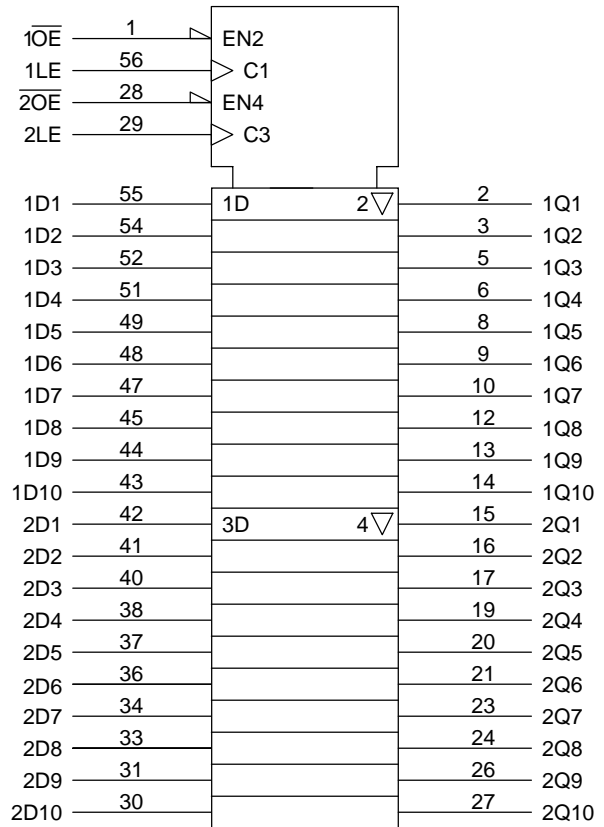 1O̅E̅ 1 EN2
1LE 56 C1
2̅O̅E̅ 28 EN4
2LE 29 C3
1D1 55 1D 2 2 1Q1
1D2 54 3 1Q2
1D3 52 5 1Q3
1D4 51 6 1Q4
1D5 49 8 1Q5
1D6 48 9 1Q6
1D7 47 10 1Q7
1D8 45 12 1Q8
1D9 44 13 1Q9
1D10 43 14 1Q10
2D1 42 3D 4 15 2Q1
2D2 41 16 2Q2
2D3 40 17 2Q3
2D4 38 19 2Q4
2D5 37 20 2Q5
2D6 36 21 2Q6
2D7 34 23 2Q7
2D8 33 24 2Q8
2D9 31 26 2Q9
2D10 30 27 2Q10